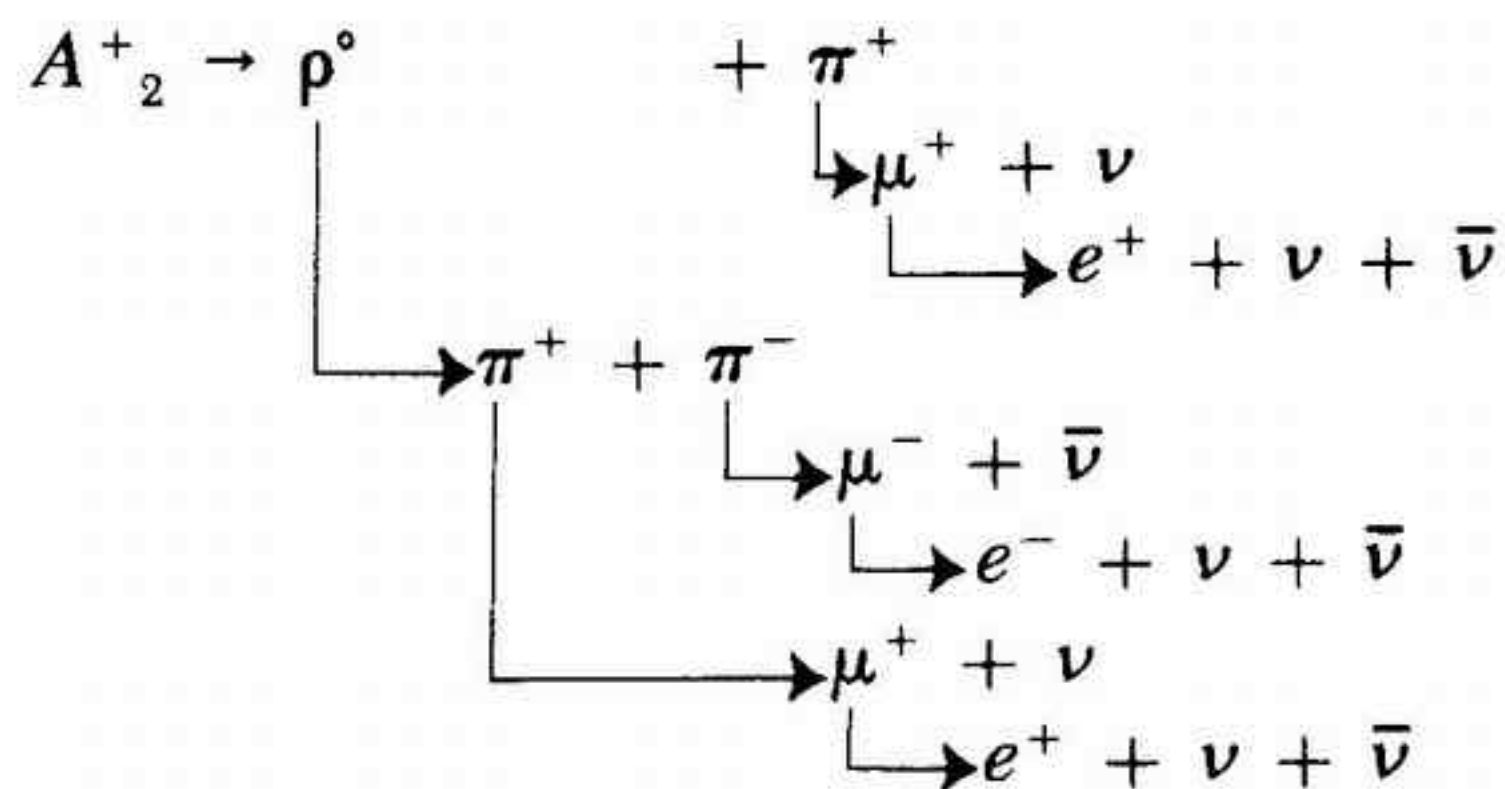 A⁺₂ → ρ° + π⁺
μ⁺ + ν
e⁺ + ν + ν̅
π⁺ + π⁻
μ⁻ + ν̅
e⁻ + ν + ν̅
μ⁺ + ν
e⁺ + ν + ν̅